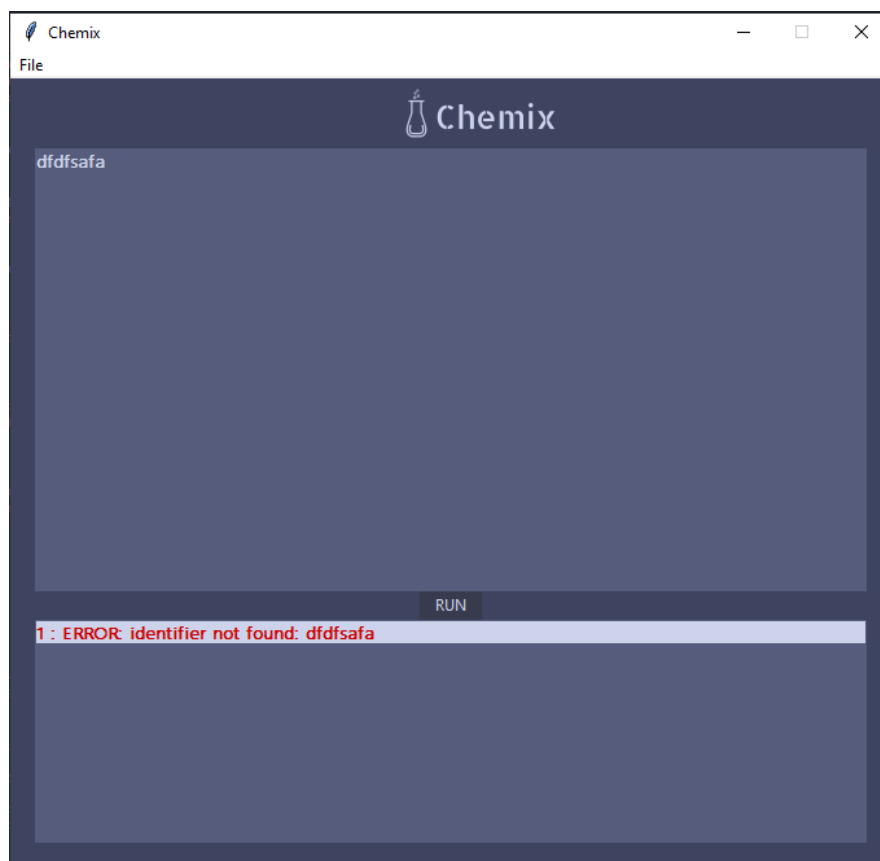 Chemix
File
Chemix
dfdfsafa
RUN
1 : ERROR: identifier not found: dfdfsafa